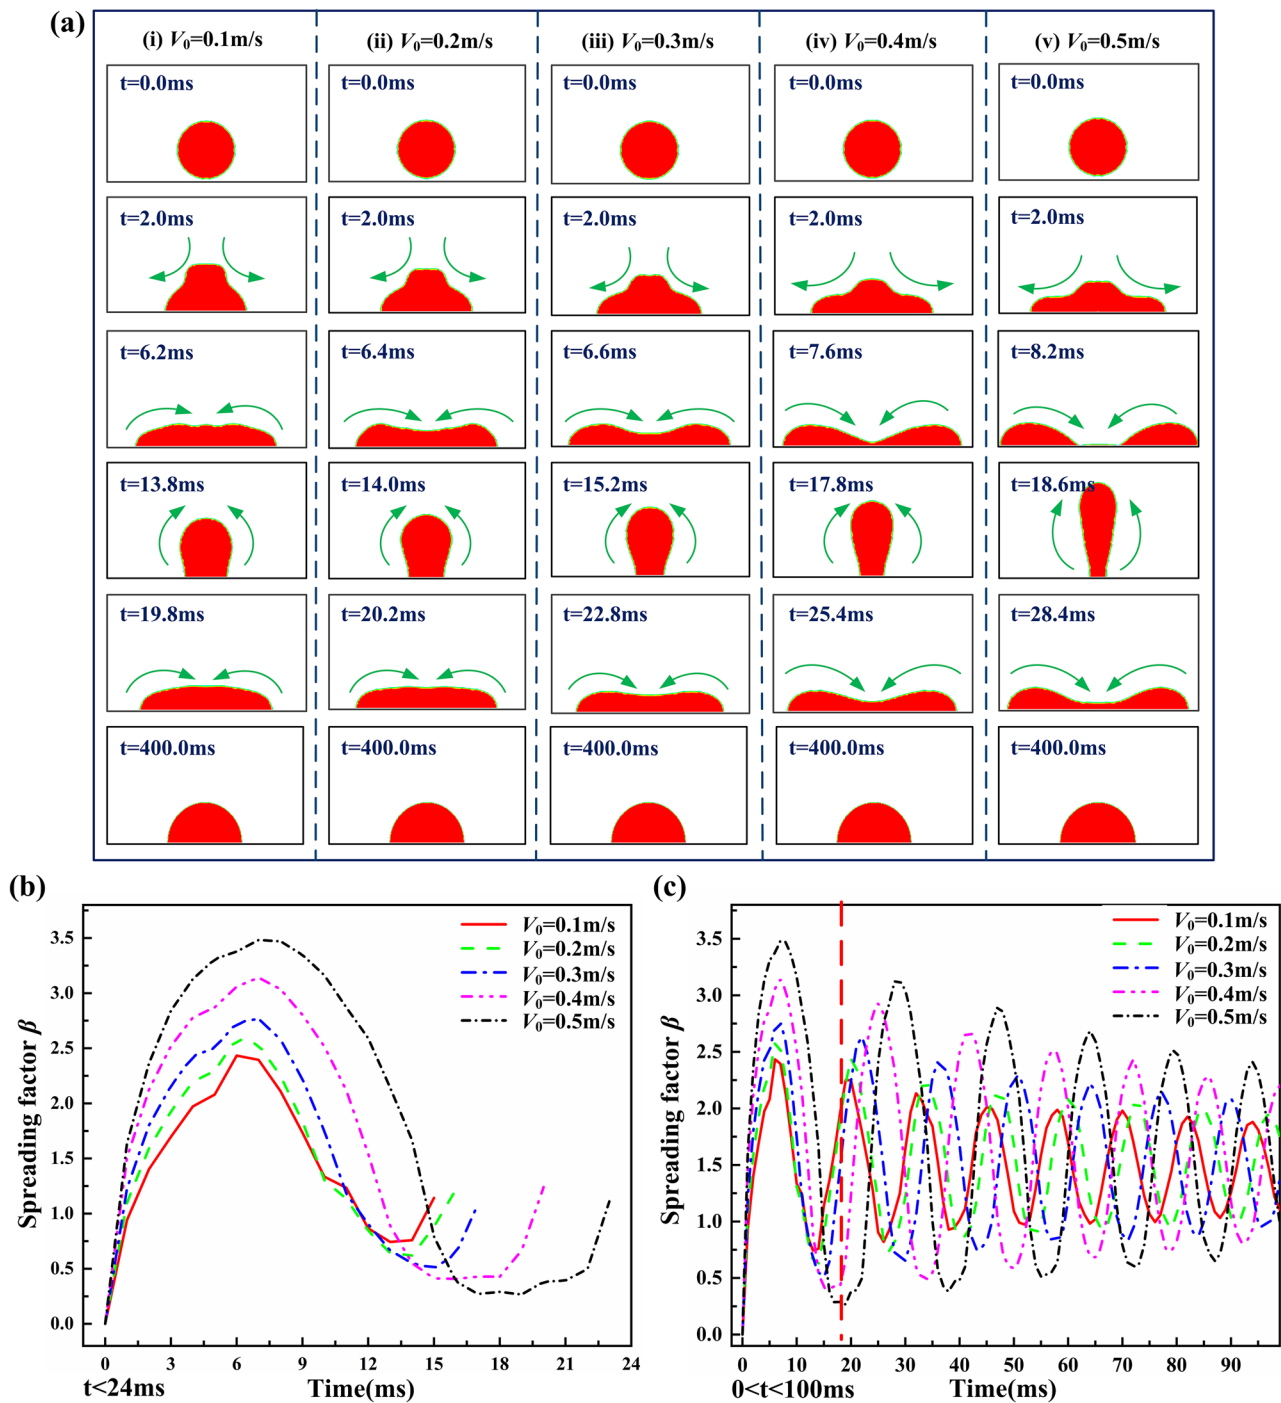 (a)
(i) V0=0.1m/s (ii) V0=0.2m/s (iii) V0=0.3m/s (iv) V0=0.4m/s (v) V0=0.5m/s
t=0.0ms t=0.0ms t=0.0ms t=0.0ms t=0.0ms
t=2.0ms t=2.0ms t=2.0ms t=2.0ms t=2.0ms
t=6.2ms t=6.4ms t=6.6ms t=7.6ms t=8.2ms
t=13.8ms t=14.0ms t=15.2ms t=17.8ms t=18.6ms
t=19.8ms t=20.2ms t=22.8ms t=25.4ms t=28.4ms
t=400.0ms t=400.0ms t=400.0ms t=400.0ms t=400.0ms
(b)
Spreading factor β
3.5
3.0
2.5
2.0
1.5
1.0
0.5
0.0
V0=0.1m/s
V0=0.2m/s
V0=0.3m/s
V0=0.4m/s
V0=0.5m/s
0 3 6 9 12 15 18 21 24
t<24ms Time(ms)
(c)
Spreading factor β
3.5
3.0
2.5
2.0
1.5
1.0
0.5
0.0
V0=0.1m/s
V0=0.2m/s
V0=0.3m/s
V0=0.4m/s
V0=0.5m/s
0 10 20 30 40 50 60 70 80 90
0<t<100ms Time(ms)